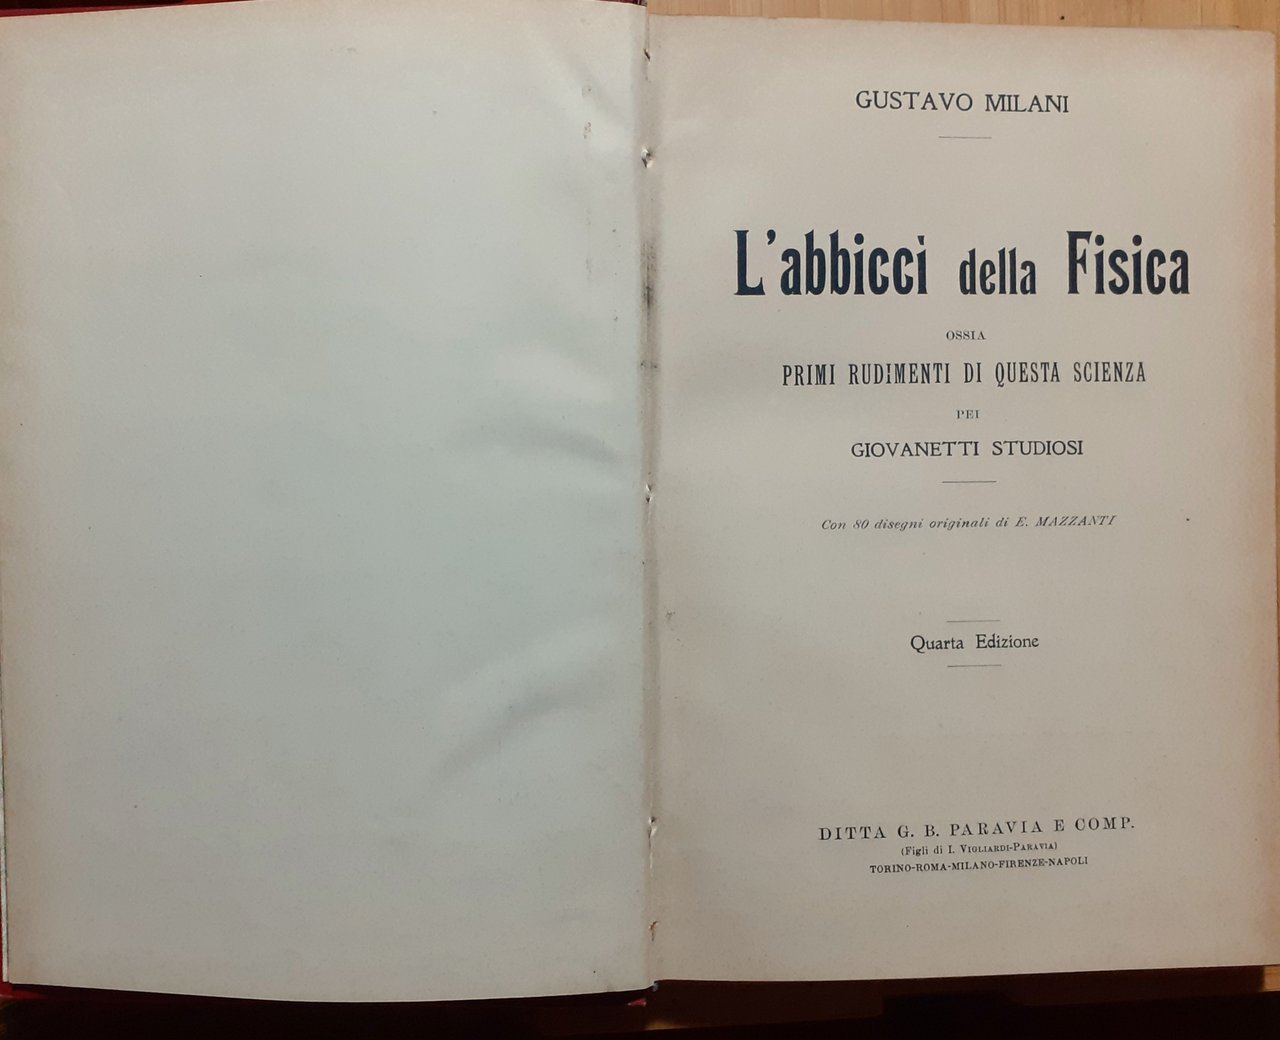 GUSTAVO MILANI
L'abbiccì della Fisica
OSSIA
PRIMI RUDIMENTI DI QUESTA SCIENZA
PEI
GIOVANETTI STUDIOSI
Con 80 disegni originali di E. MAZZANTI
Quarta Edizione
DITTA G. B. PARAVIA E COMP.
(Figli di I. VIGLIARDI-PARAVIA)
TORINO-ROMA-MILANO-FIRENZE-NAPOLI